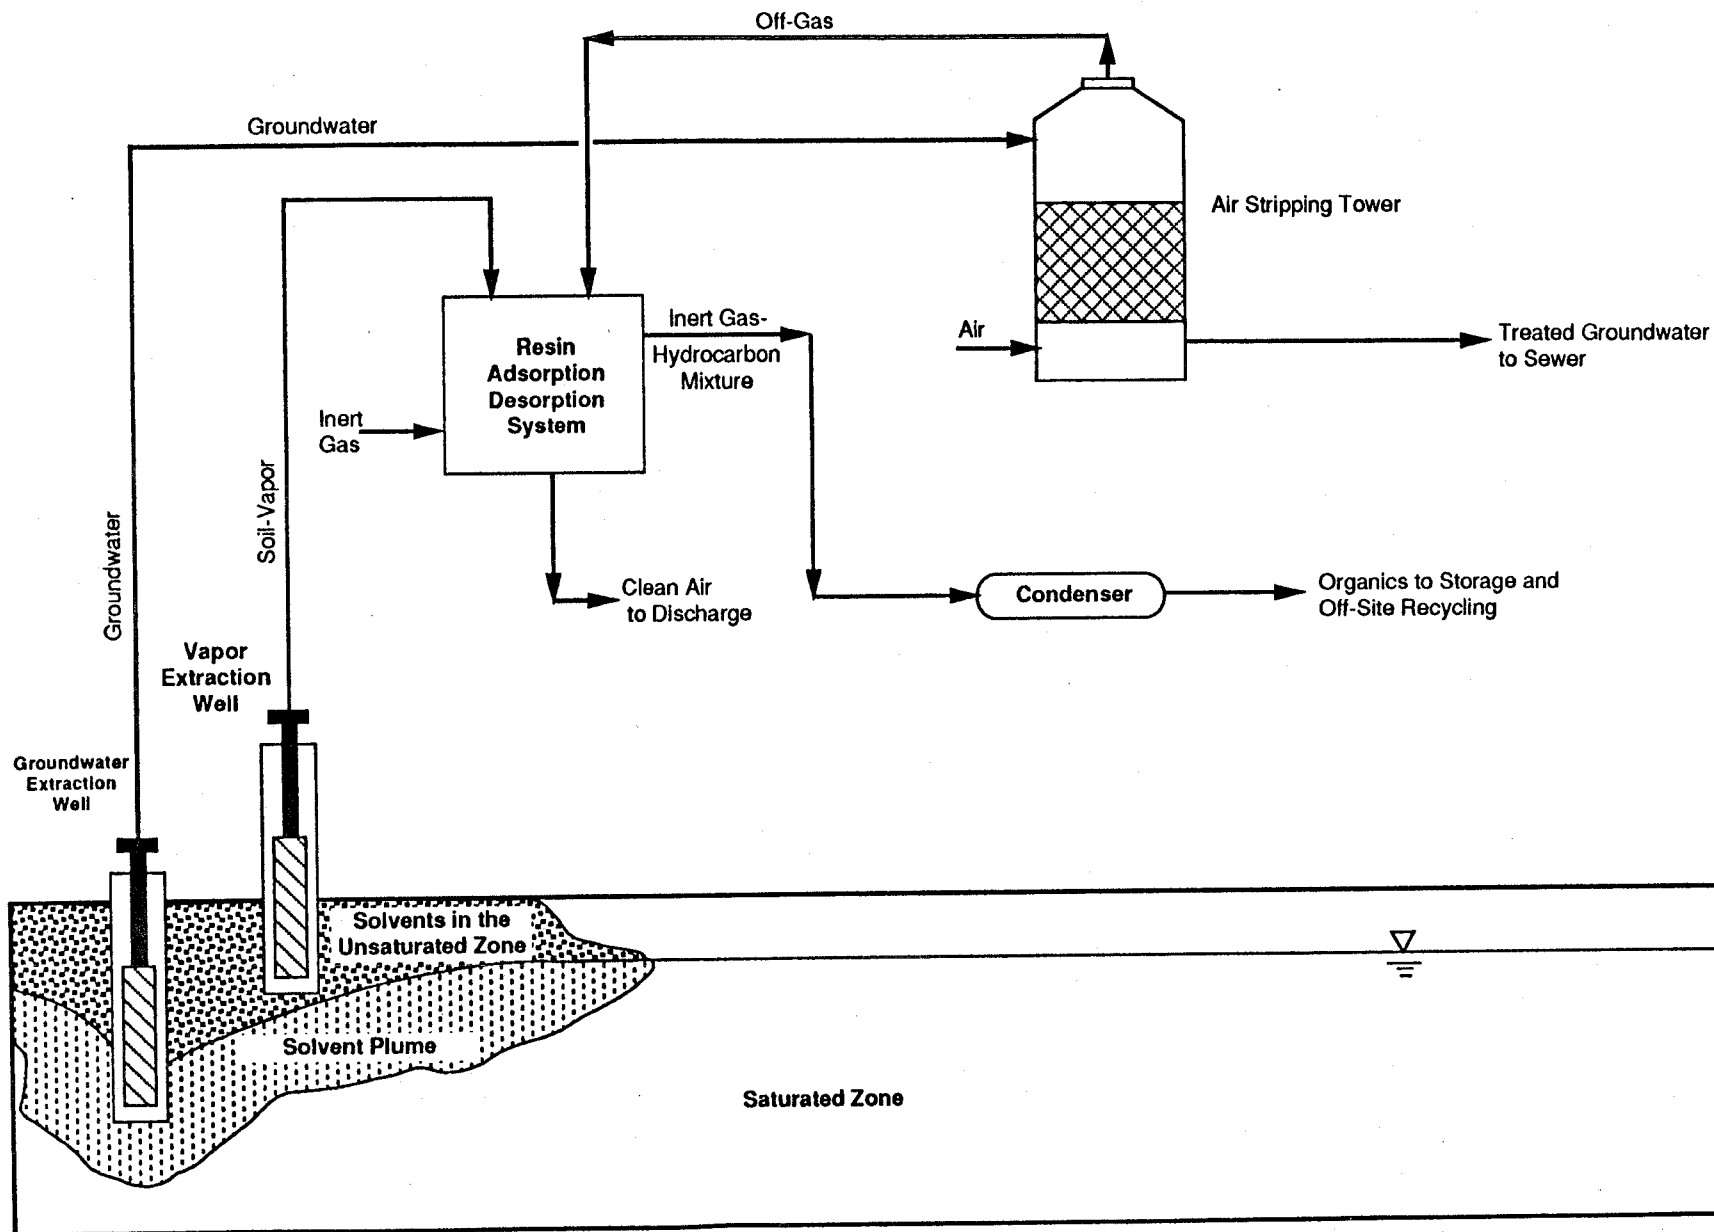 Off-Gas
Groundwater
Air Stripping Tower
Air
Treated Groundwater
to Sewer
Inert Gas-
Hydrocarbon
Mixture
Resin
Adsorption
Desorption
System
Inert
Gas
Soil-Vapor
Groundwater
Clean Air
to Discharge
Condenser
Organics to Storage and
Off-Site Recycling
Vapor
Extraction
Well
Groundwater
Extraction
Well
Solvents in the
Unsaturated Zone
Solvent Plume
Saturated Zone